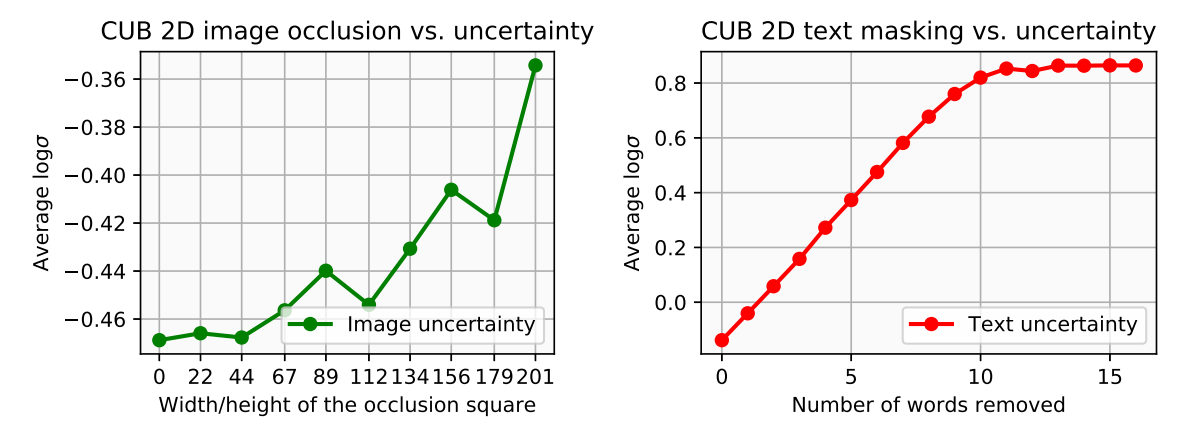 CUB 2D image occlusion vs. uncertainty
Average logσ
−0.36
−0.38
−0.40
−0.42
−0.44
−0.46
Image uncertainty
0 22 44 67 89 112 134 156 179 201
Width/height of the occlusion square
CUB 2D text masking vs. uncertainty
Average logσ
0.8
0.6
0.4
0.2
0.0
Text uncertainty
0 5 10 15
Number of words removed